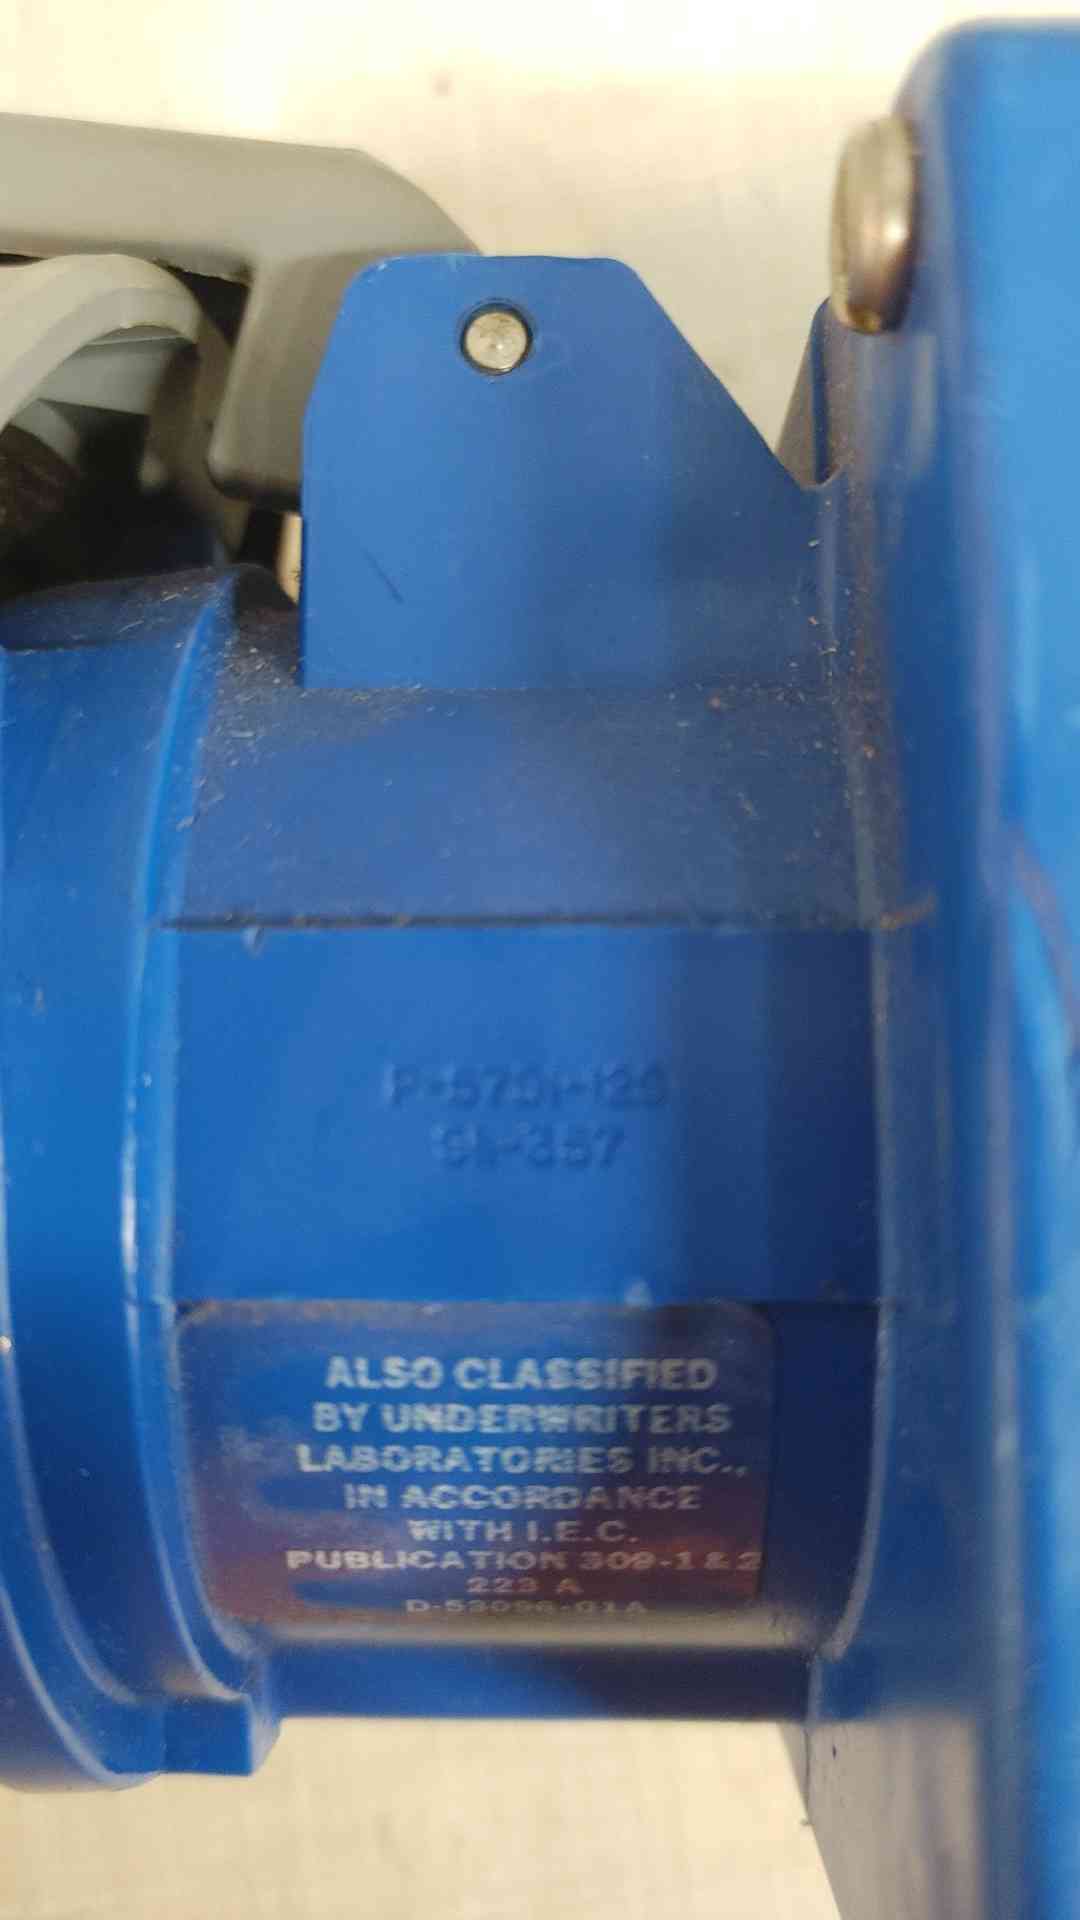 ALSO CLASSIFIED
BY UNDERWRITERS
LABORATORIES INC.,
IN ACCORDANCE
WITH I.E.C.
PUBLICATION 309-1 & 2
223 A